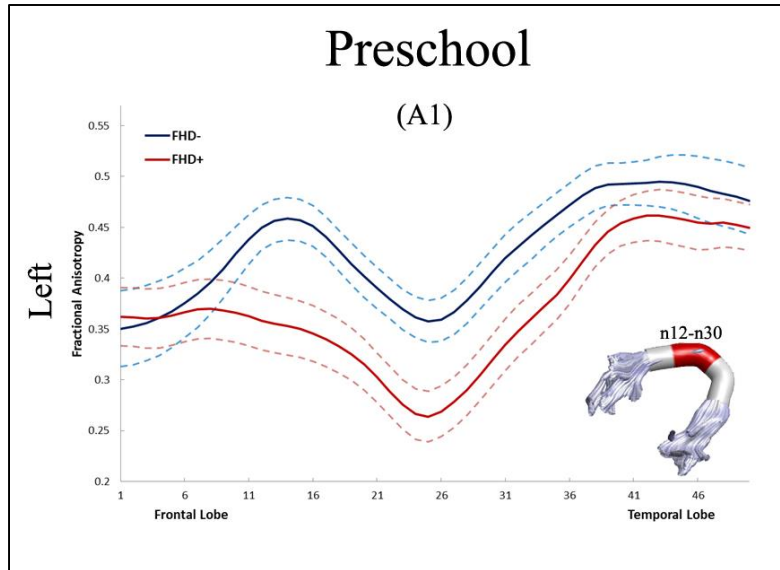 Preschool
(A1)
FHD-
FHD+
Left
Fractional Anisotropy
0.55
0.5
0.45
0.4
0.35
0.3
0.25
0.2
n12-n30
1 6 11 16 21 26 31 36 41 46
Frontal Lobe Temporal Lobe